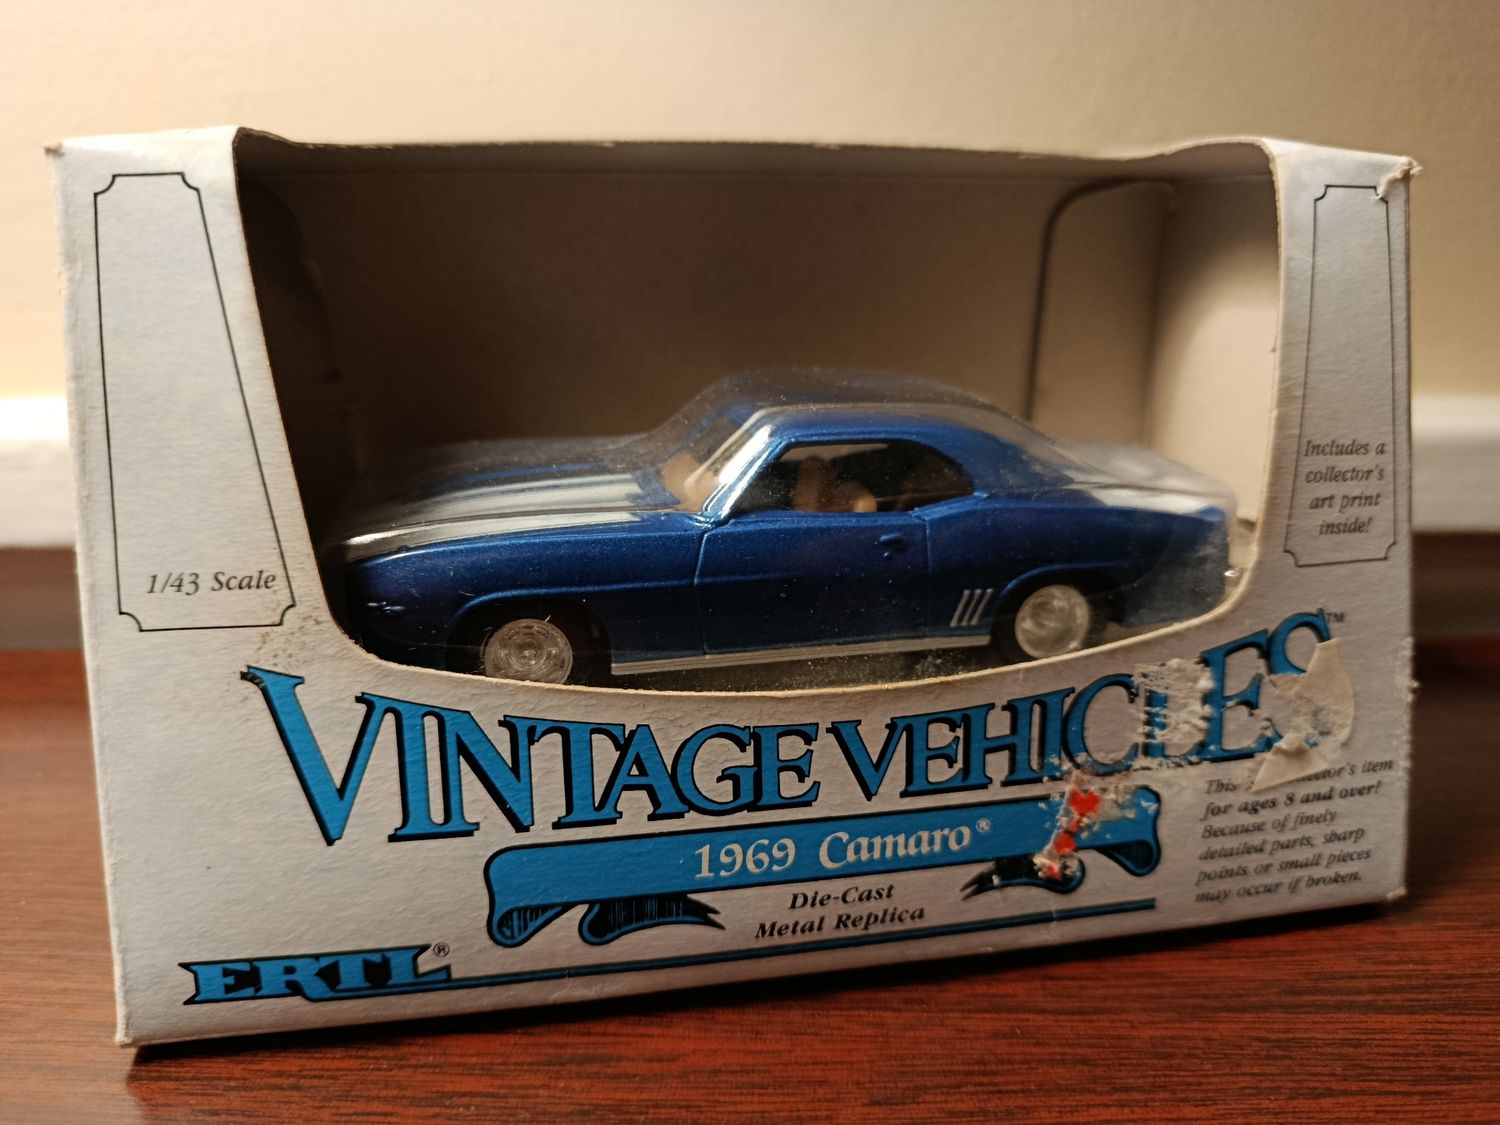 1/43 Scale
Includes a
collector's
art print
inside!
VINTAGE VEHICLES™
1969 Camaro®
Die-Cast
Metal Replica
ERTL®
This collector's item
for ages 8 and over!
Because of finely
detailed parts, sharp
points or small pieces
may occur if broken.